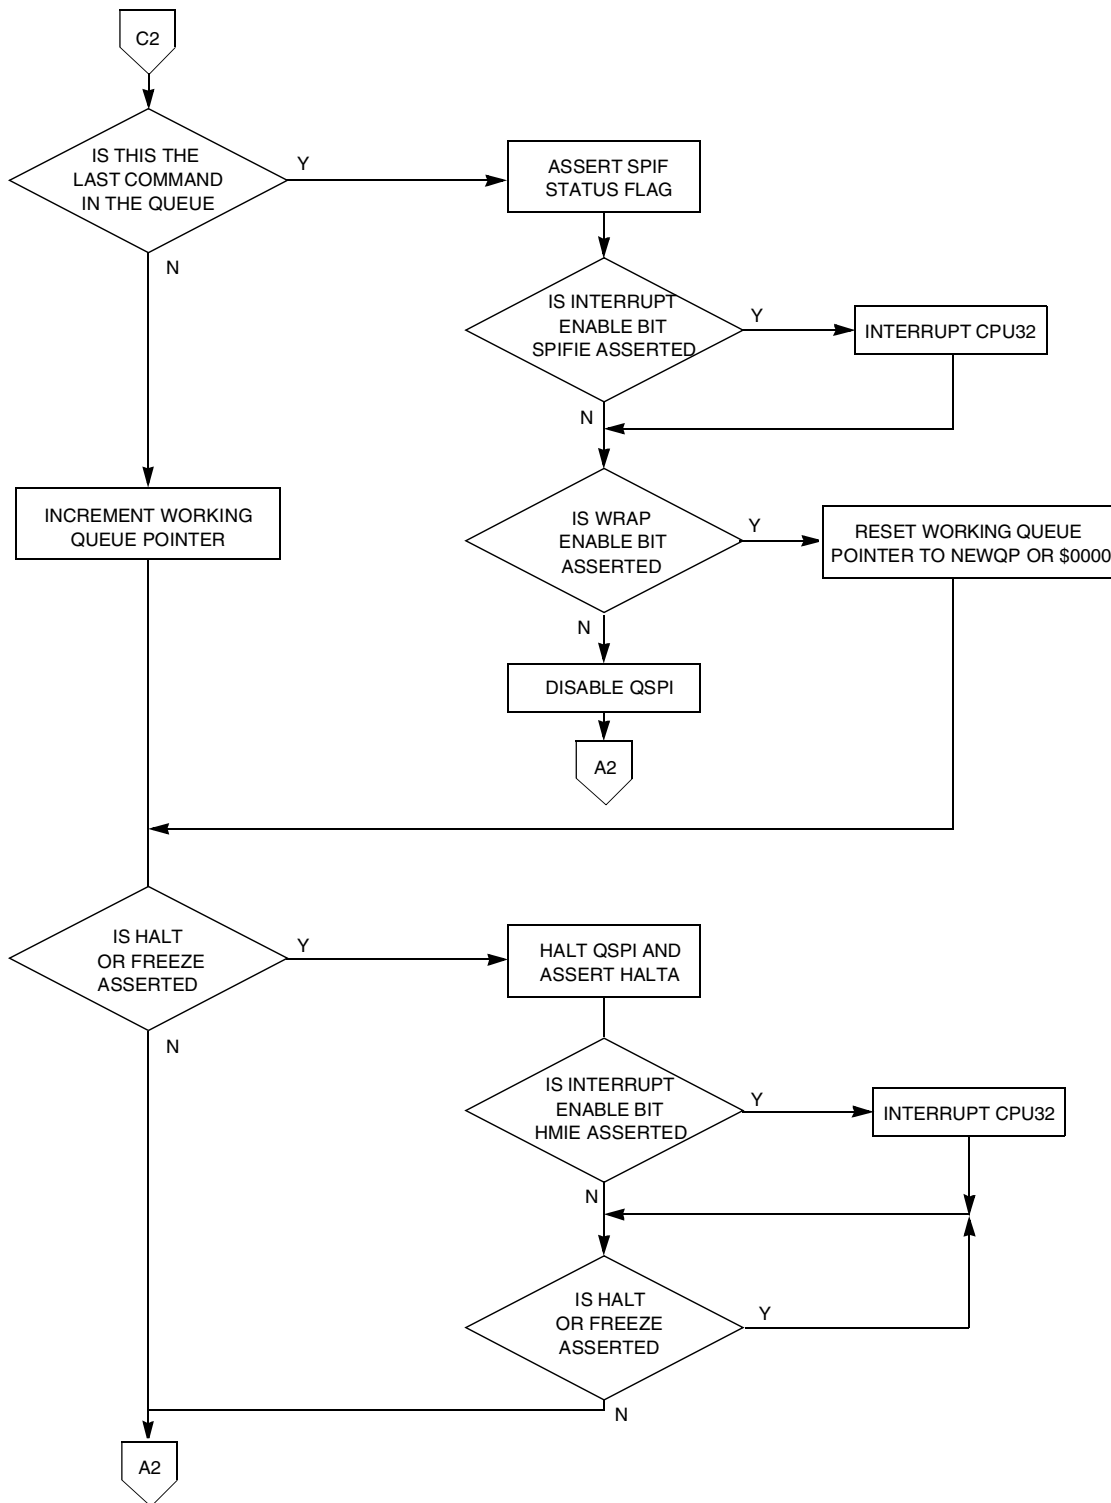 C2
IS THIS THE
LAST COMMAND
IN THE QUEUE
Y
ASSERT SPIF
STATUS FLAG
N
IS INTERRUPT
ENABLE BIT
SPIFIE ASSERTED
Y
INTERRUPT CPU32
N
INCREMENT WORKING
QUEUE POINTER
IS WRAP
ENABLE BIT
ASSERTED
Y
RESET WORKING QUEUE
POINTER TO NEWQP OR $0000
N
DISABLE QSPI
A2
IS HALT
OR FREEZE
ASSERTED
Y
HALT QSPI AND
ASSERT HALTA
N
IS INTERRUPT
ENABLE BIT
HMIE ASSERTED
Y
INTERRUPT CPU32
N
IS HALT
OR FREEZE
ASSERTED
Y
N
A2